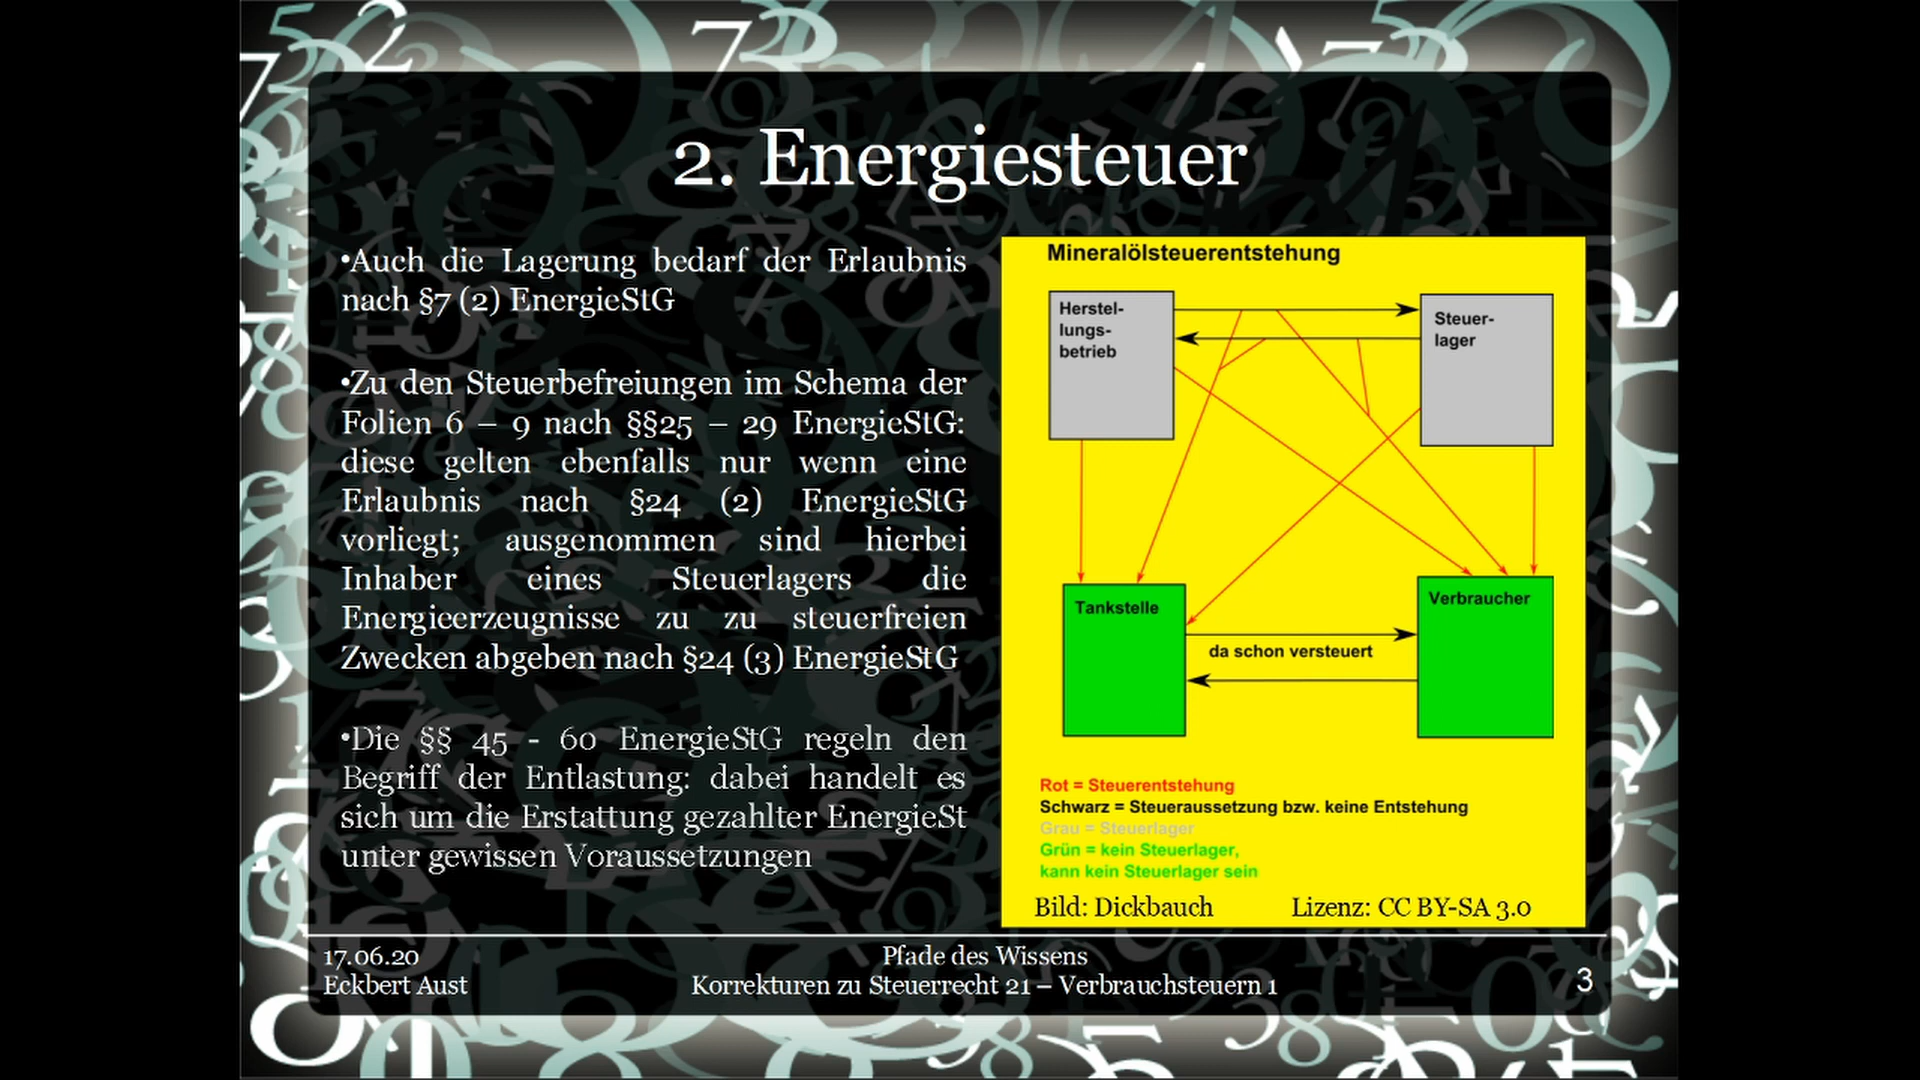 2. Energiesteuer
•Auch die Lagerung bedarf der Erlaubnis
nach §7 (2) EnergieStG
•Zu den Steuerbefreiungen im Schema der
Folien 6 – 9 nach §§25 – 29 EnergieStG:
diese gelten ebenfalls nur wenn eine
Erlaubnis nach §24 (2) EnergieStG
vorliegt; ausgenommen sind hierbei
Inhaber eines Steuerlagers die
Energieerzeugnisse zu zu steuerfreien
Zwecken abgeben nach §24 (3) EnergieStG
•Die §§ 45 - 60 EnergieStG regeln den
Begriff der Entlastung: dabei handelt es
sich um die Erstattung gezahlter EnergieSt
unter gewissen Voraussetzungen
Mineralölsteuerentstehung
Herstel-
lungs-
betrieb
Steuer-
lager
Tankstelle
Verbraucher
da schon versteuert
Rot = Steuerentstehung
Schwarz = Steueraussetzung bzw. keine Entstehung
Grau = Steuerlager
Grün = kein Steuerlager,
kann kein Steuerlager sein
Bild: Dickbauch Lizenz: CC BY-SA 3.0
17.06.20
Eckbert Aust
Pfade des Wissens
Korrekturen zu Steuerrecht 21 – Verbrauchsteuern 1
3